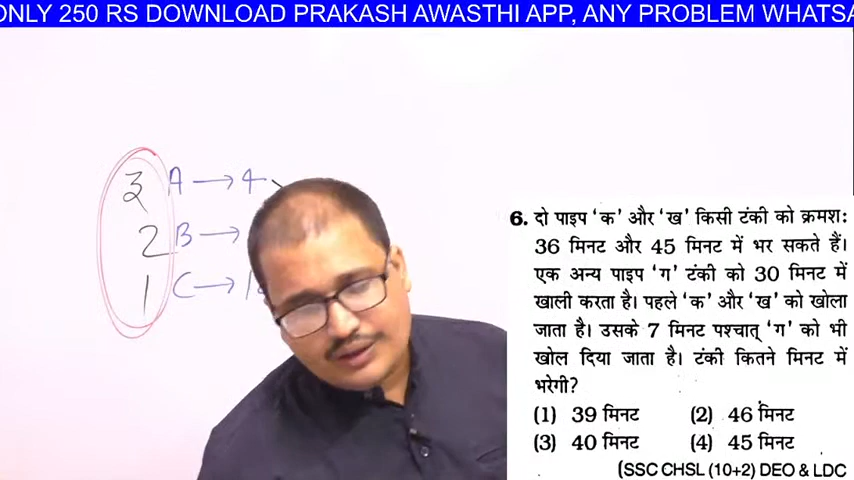 ONLY 250 RS DOWNLOAD PRAKASH AWASTHI APP, ANY PROBLEM WHATSA
3 A → 4
2 B →
1 C → 1
6. दो पाइप ‘क’ और ‘ख’ किसी टंकी को क्रमशः
36 मिनट और 45 मिनट में भर सकते हैं।
एक अन्य पाइप ‘ग’ टंकी को 30 मिनट में
खाली करता है। पहले ‘क’ और ‘ख’ को खोला
जाता है। उसके 7 मिनट पश्चात् ‘ग’ को भी
खोल दिया जाता है। टंकी कितने मिनट में
भरेगी?
(1) 39 मिनट (2) 46 मिनट
(3) 40 मिनट (4) 45 मिनट
(SSC CHSL (10+2) DEO & LDC